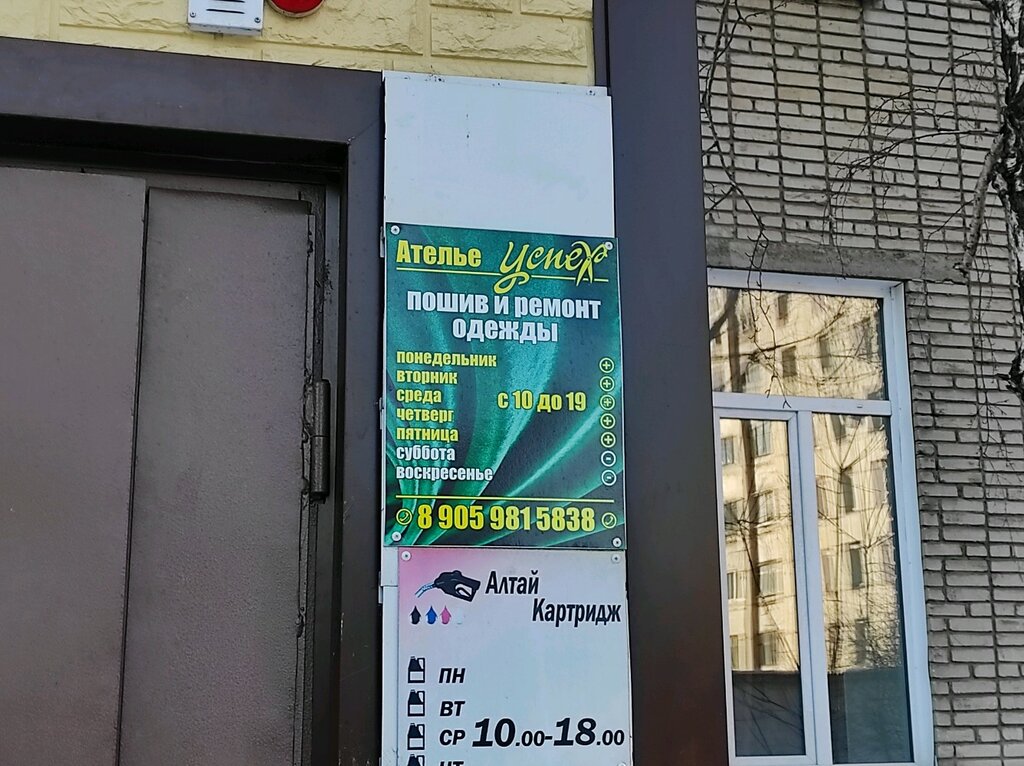 Ателье Успех
пошив и ремонт
одежды
понедельник
вторник
среда с 10 до 19
четверг
пятница
суббота
воскресенье
8 905 981 5838
Алтай
Картридж
ПН
ВТ
СР 10.00-18.00
ЧТ